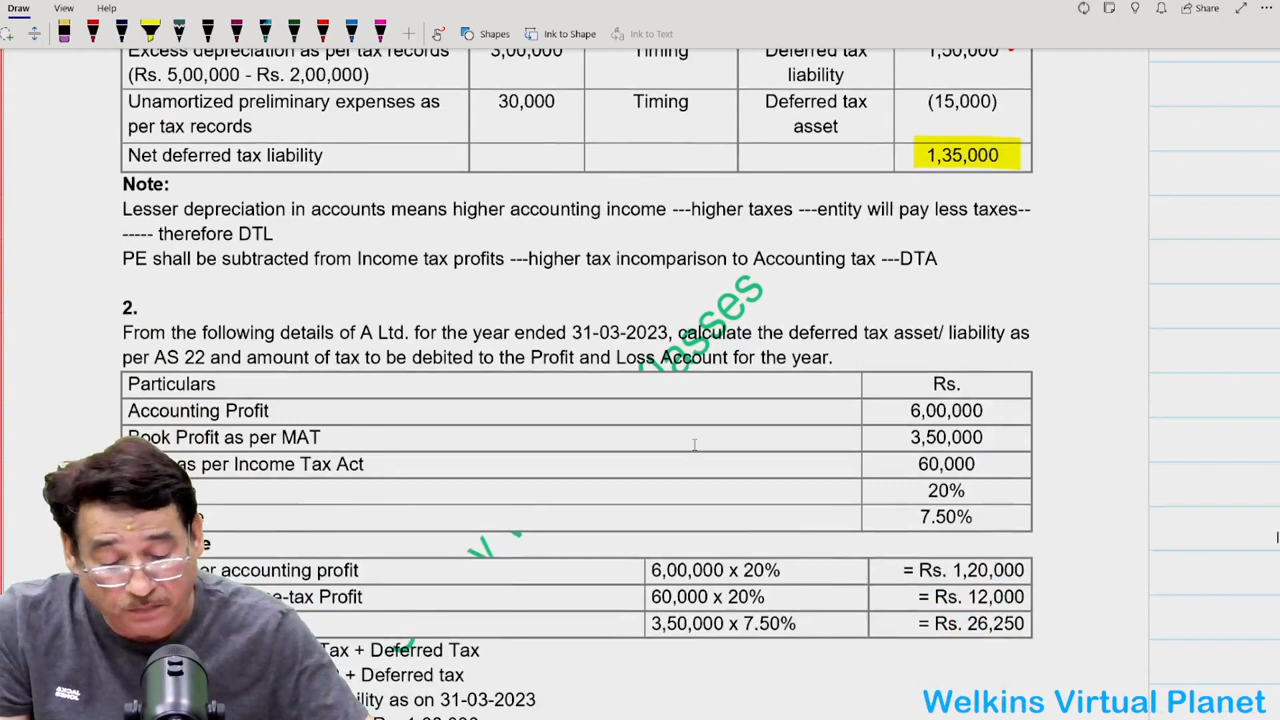 Draw View Help
Share
Shapes Ink to Shape Ink to Text
Excess depreciation as per tax records 3,00,000 Timing Deferred tax 1,50,000
(Rs. 5,00,000 - Rs. 2,00,000) liability
Unamortized preliminary expenses as 30,000 Timing Deferred tax (15,000)
per tax records asset
Net deferred tax liability 1,35,000
Note:
Lesser depreciation in accounts means higher accounting income ---higher taxes ---entity will pay less taxes--
----- therefore DTL
PE shall be subtracted from Income tax profits ---higher tax incomparison to Accounting tax ---DTA
2.
From the following details of A Ltd. for the year ended 31-03-2023, calculate the deferred tax asset/ liability as
per AS 22 and amount of tax to be debited to the Profit and Loss Account for the year.
Particulars Rs.
Accounting Profit 6,00,000
Book Profit as per MAT 3,50,000
as per Income Tax Act 60,000
20%
7.50%
accounting profit 6,00,000 x 20% = Rs. 1,20,000
Profit 60,000 x 20% = Rs. 12,000
3,50,000 x 7.50% = Rs. 26,250
Tax + Deferred Tax
+ Deferred tax
as on 31-03-2023
Welkins Virtual Planet